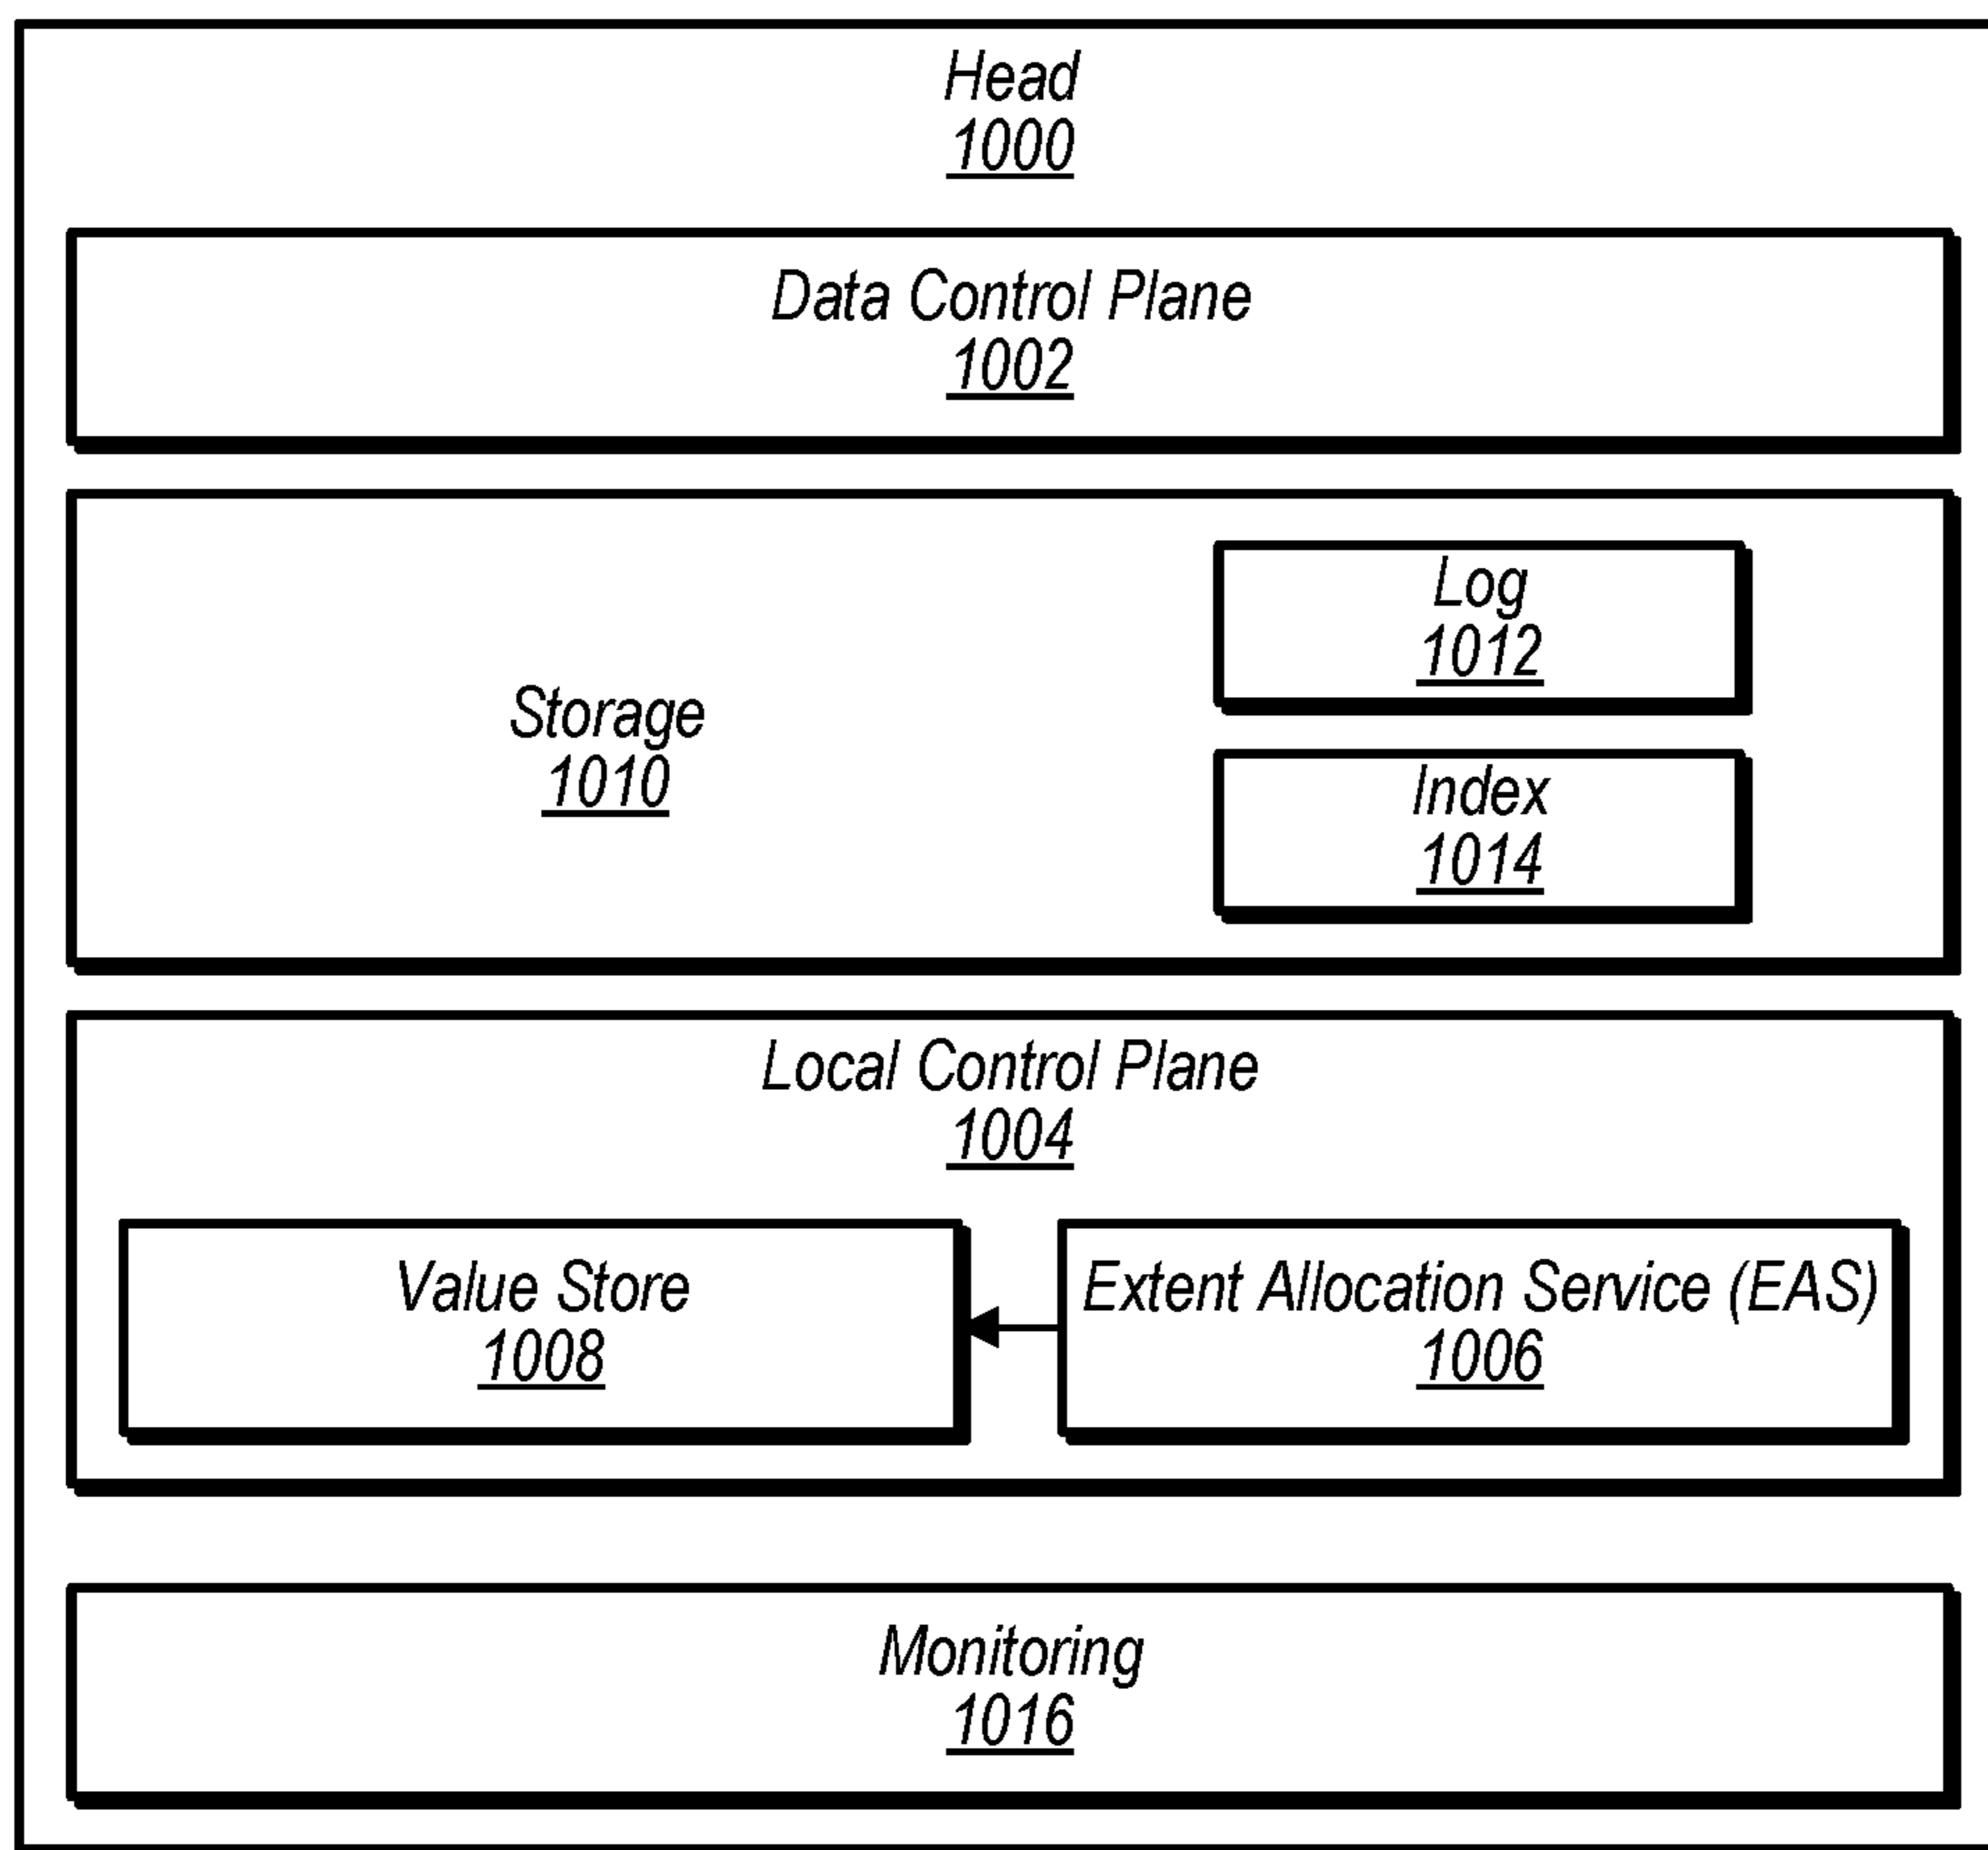 Head
1000
Data Control Plane
1002
Storage
1010
Log
1012
Index
1014
Local Control Plane
1004
Value Store
1008
Extent Allocation Service (EAS)
1006
Monitoring
1016